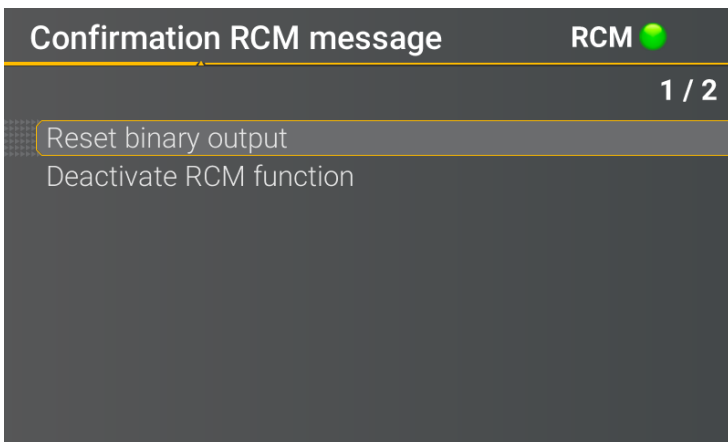 Confirmation RCM message RCM
1 / 2
Reset binary output
Deactivate RCM function